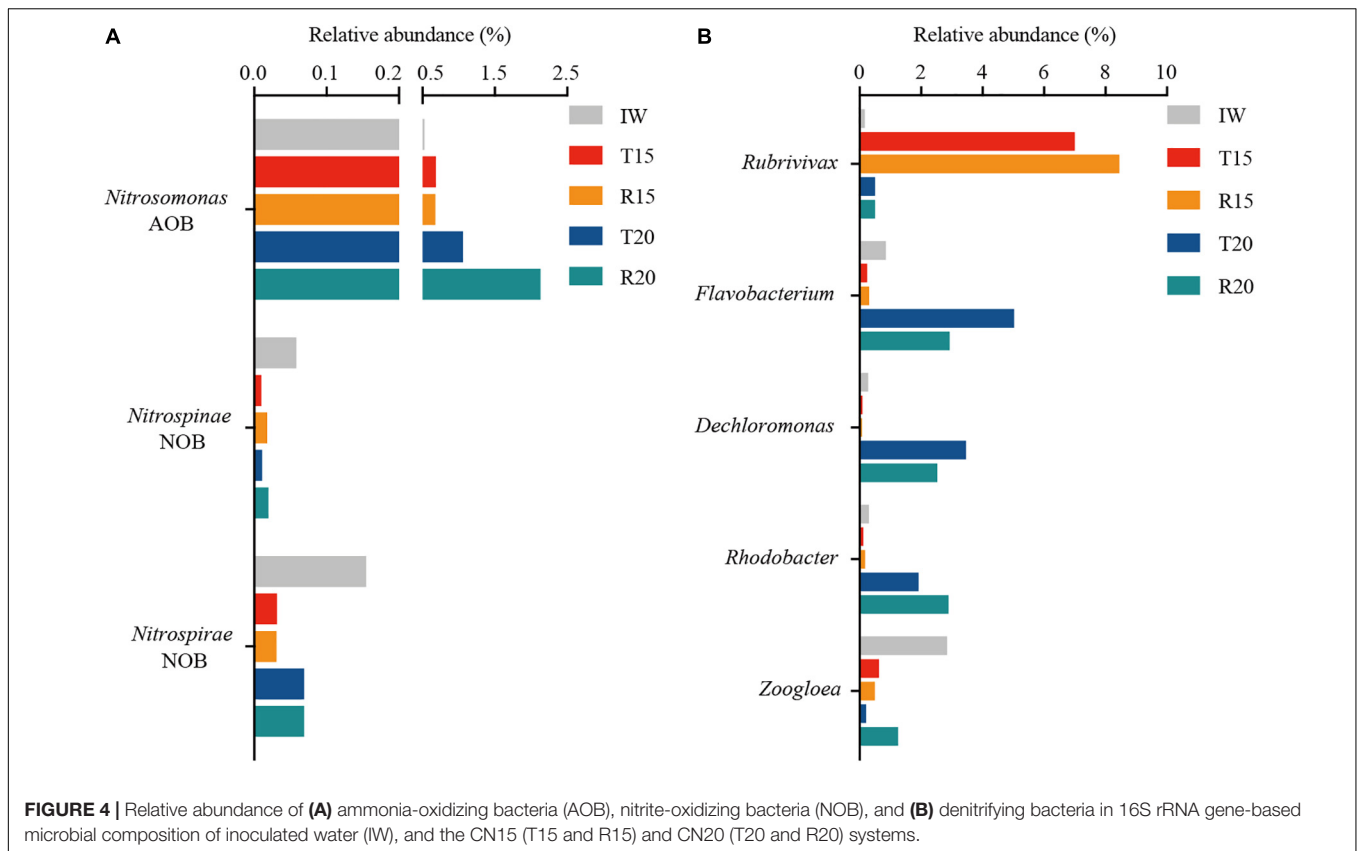 A
Relative abundance (%)
0.0 0.1 0.2 0.5 1.5 2.5
IW
T15
R15
T20
R20
Nitrosomonas
AOB
Nitrospinae
NOB
Nitrospirae
NOB
B
Relative abundance (%)
0 2 4 6 8 10
IW
T15
R15
T20
R20
Rubrivivax
Flavobacterium
Dechloromonas
Rhodobacter
Zoogloea
FIGURE 4 | Relative abundance of (A) ammonia-oxidizing bacteria (AOB), nitrite-oxidizing bacteria (NOB), and (B) denitrifying bacteria in 16S rRNA gene-based
microbial composition of inoculated water (IW), and the CN15 (T15 and R15) and CN20 (T20 and R20) systems.